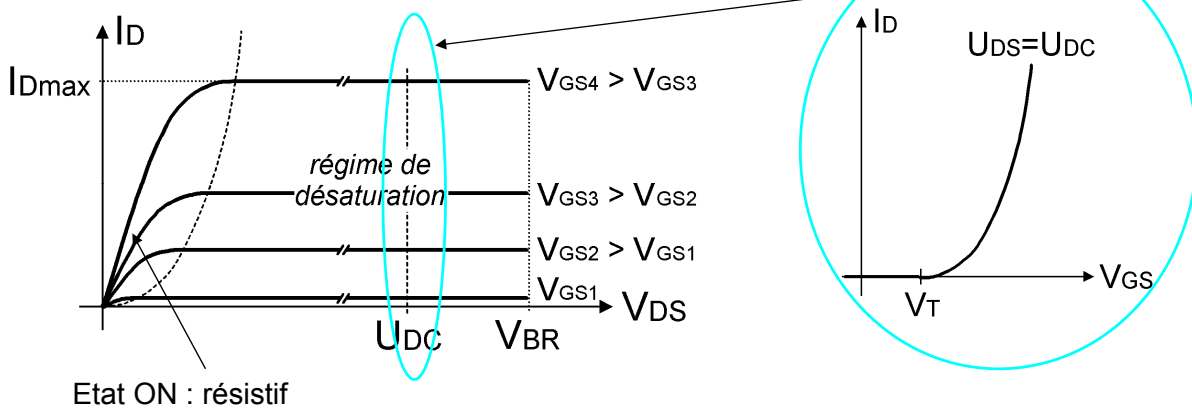 ID
IDmax
VGS4 > VGS3
régime de
désaturation
VGS3 > VGS2
VGS2 > VGS1
VGS1
VDS
UDC
VBR
Etat ON : résistif
ID
UDS=UDC
VGS
VT